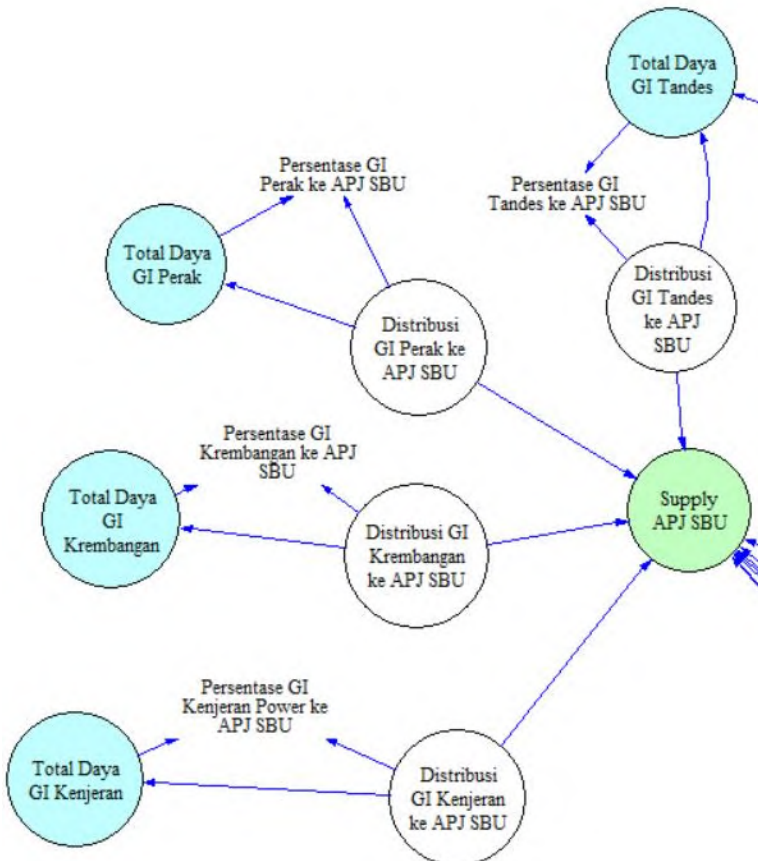 Total Daya
GI Tandes
Persentase GI
Perak ke APJ SBU
Persentase GI
Tandes ke APJ SBU
Total Daya
GI Perak
Distribusi
GI Tandes
ke APJ
SBU
Distribusi
GI Perak ke
APJ SBU
Persentase GI
Krembangan ke APJ
SBU
Total Daya
GI
Krembangan
Distribusi GI
Krembangan
ke APJ SBU
Supply
APJ SBU
Persentase GI
Kenjeran Power ke
APJ SBU
Total Daya
GI Kenjeran
Distribusi
GI Kenjeran
ke APJ SBU